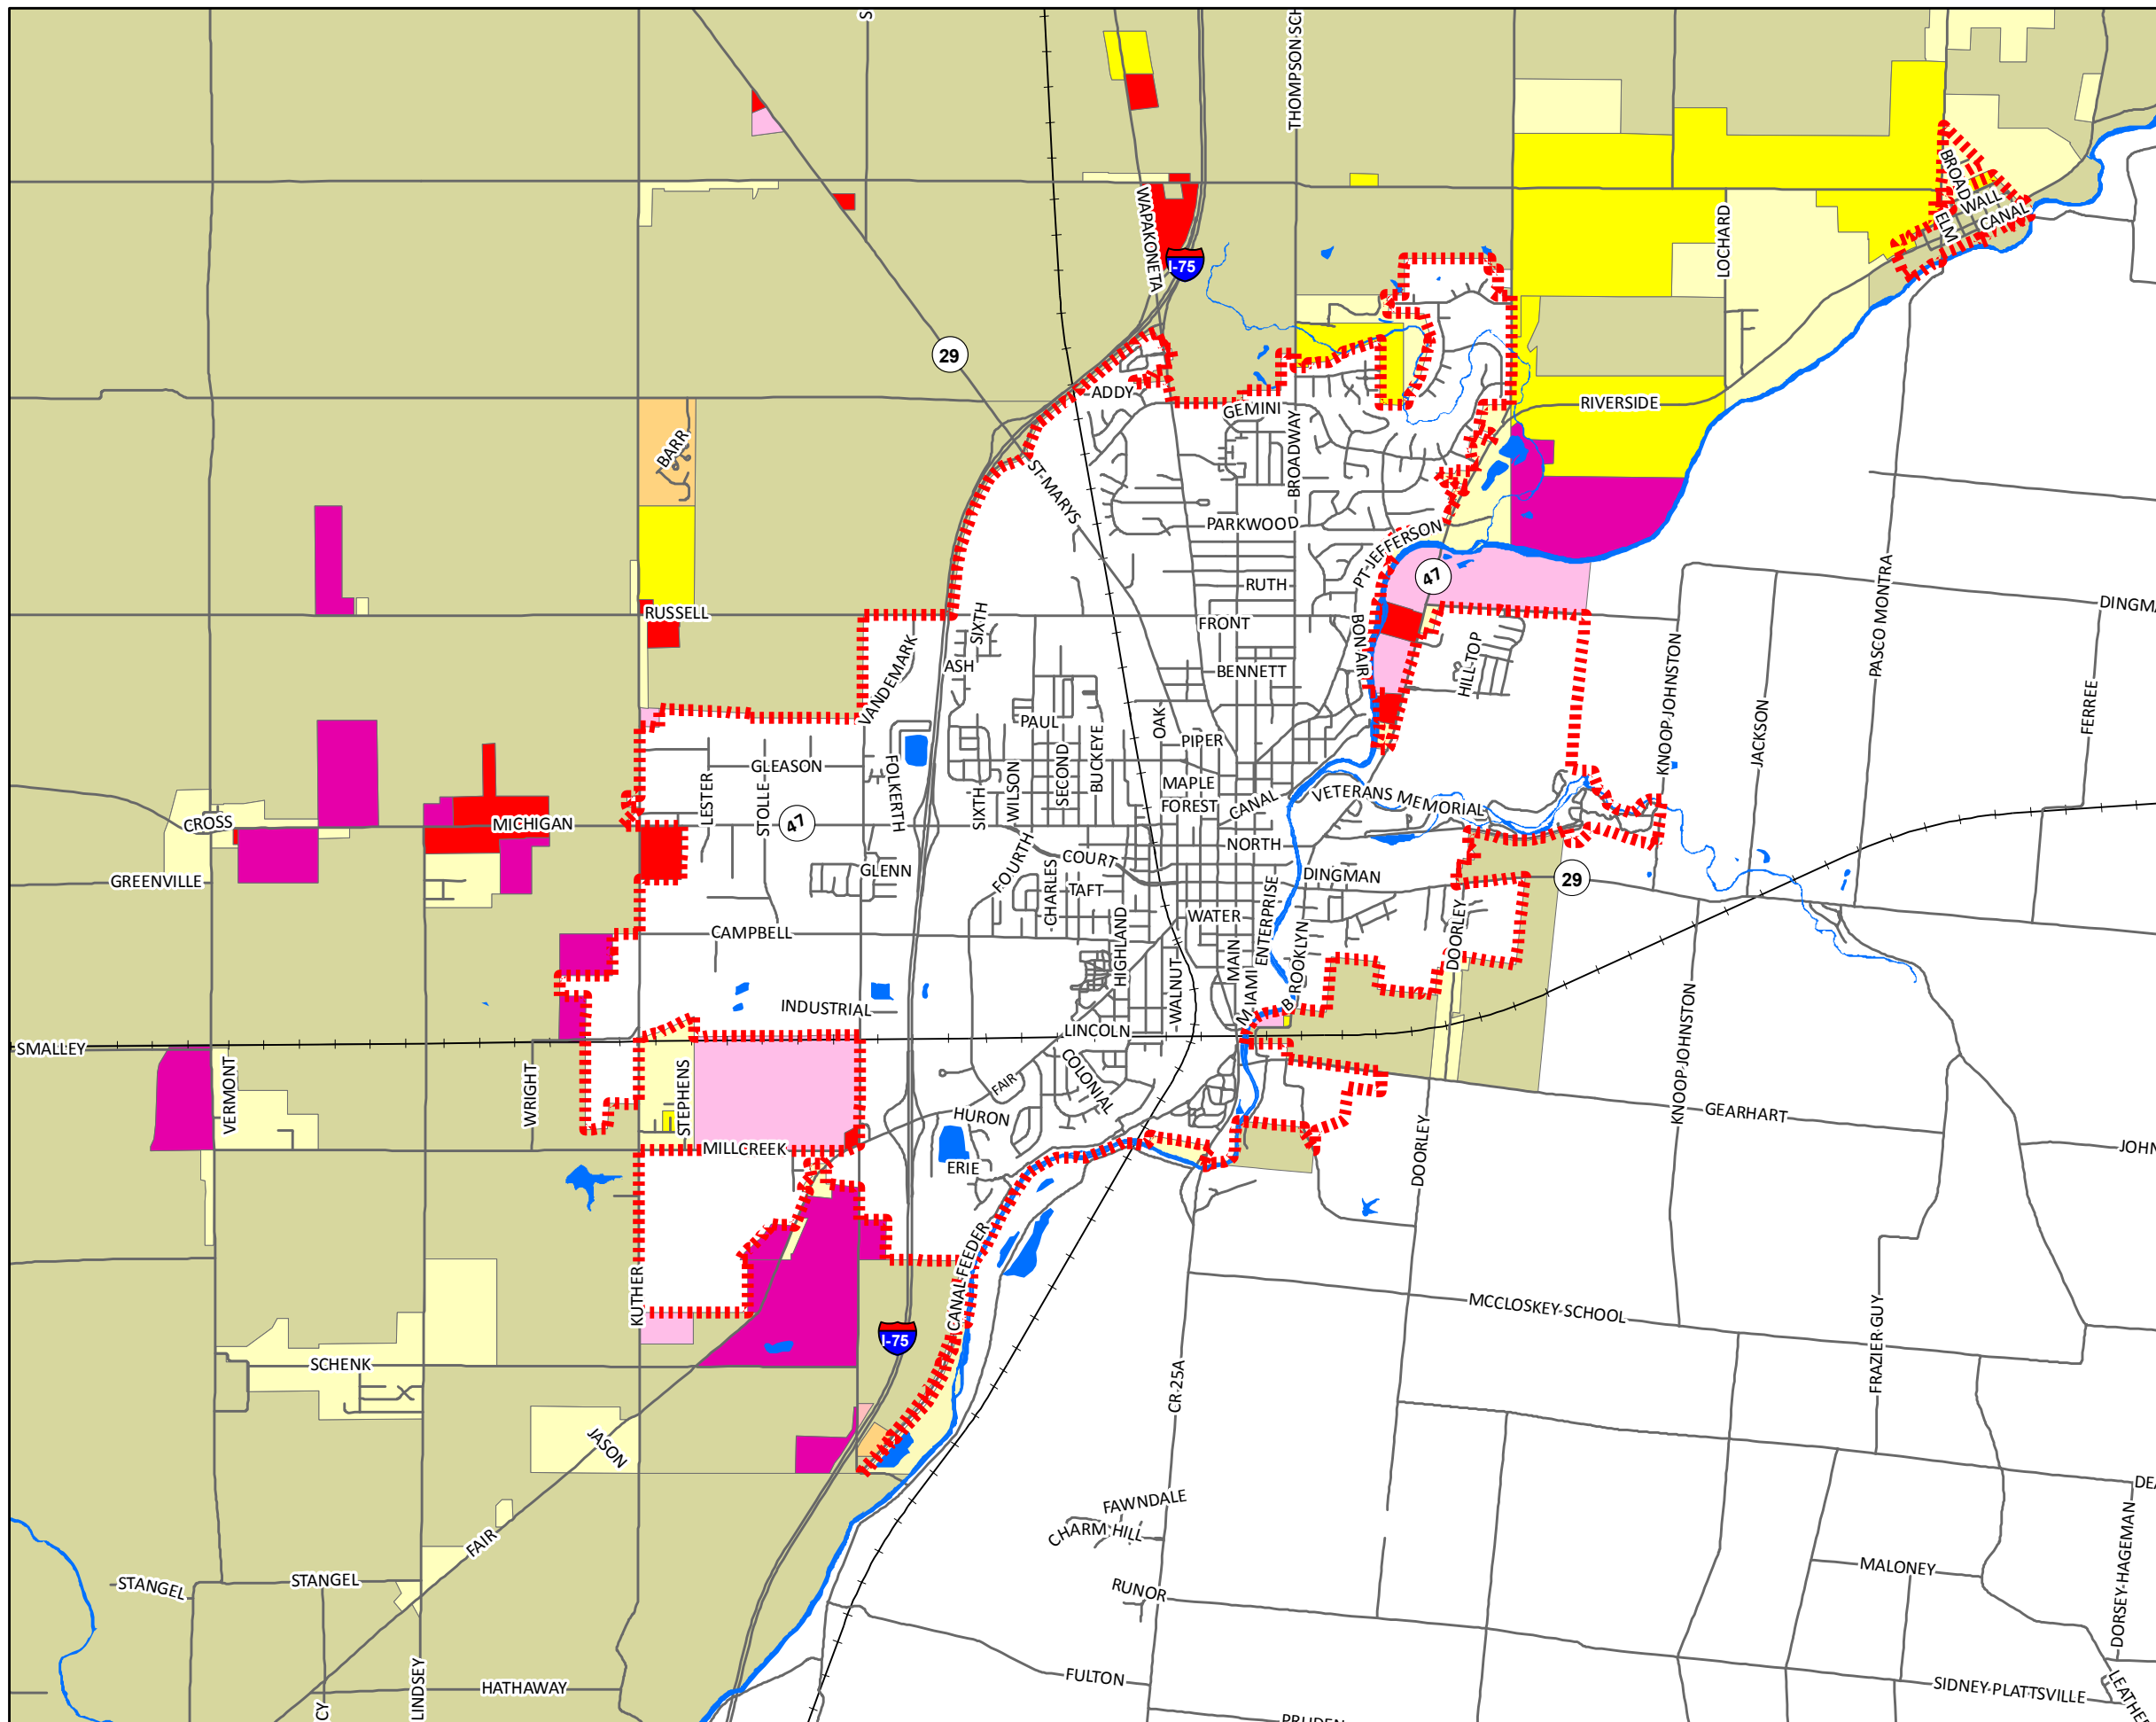 S
THOMPSON-SCH
BROAD
WALL
CANAL
ELM
LOCHARD
WAPAKONETA
I-75
29
ADDY
GEMINI
RIVERSIDE
BARR
BROADWAY
ST-MARYS
PARKWOOD
PT-JEFFERSON
47
RUTH
RUSSELL
FRONT
DINGMA
SIXTH
VANDEMARK
ASH
BENNETT
BON AIR
HILL-TOP
KNOOP-JOHNSTON
PASCO MONTRA
FERREE
JACKSON
PAUL
OAK
PIPER
GLEASON
LESTER
STOLLE
FOLKERTH
SIXTH
WILSON
SECOND
BUCKEYE
MAPLE
FOREST
CANAL
VETERANS MEMORIAL
CROSS
MICHIGAN
47
NORTH
COURT
FOURTH
CHARLES
TAFT
GLENN
GREENVILLE
DINGMAN
29
WATER
ENTERPRISE
DOORLEY
CAMPBELL
HIGHLAND
MAIN
BROOKLYN
WALNUT
MIAMI
INDUSTRIAL
LINCOLN
SMALLEY
VERMONT
WRIGHT
STEPHENS
FAIR
COLONIAL
HURON
KNOOP-JOHNSTON
GEARHART
JOHN
MILLCREEK
ERIE
DOORLEY
KUTHER
CANAL-FEEDER
I-75
MCCLOSKEY-SCHOOL
FRAZIER-GUY
SCHENK
CR-25A
JASON
FAWNDALE
CHARM HILL
DEA
DORSEY-HAGEMAN
FAIR
MALONEY
STANGEL
STANGEL
RUNOR
LINDSEY
HATHAWAY
CY
FULTON
SIDNEY-PLATTSVILLE
LEATHE
PRUDEN